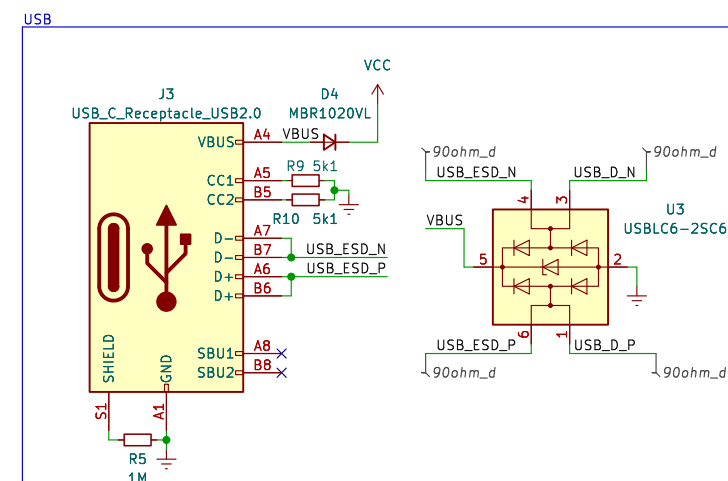 USB
J3
USB_C_Receptacle_USB2.0
VBUS
A4
VBUS
D4
MBR1020VL
VCC
CC1
A5
R9 5k1
CC2
B5
R10 5k1
D-
A7
D-
B7
USB_ESD_N
D+
A6
USB_ESD_P
D+
B6
SBU1
A8
SBU2
B8
SHIELD
GND
S1
A1
R5
1M
90ohm_d
USB_ESD_N
4
90ohm_d
USB_D_N
3
VBUS
5
2
U3
USBLC6-2SC6
USB_ESD_P
6
90ohm_d
USB_D_P
1
90ohm_d